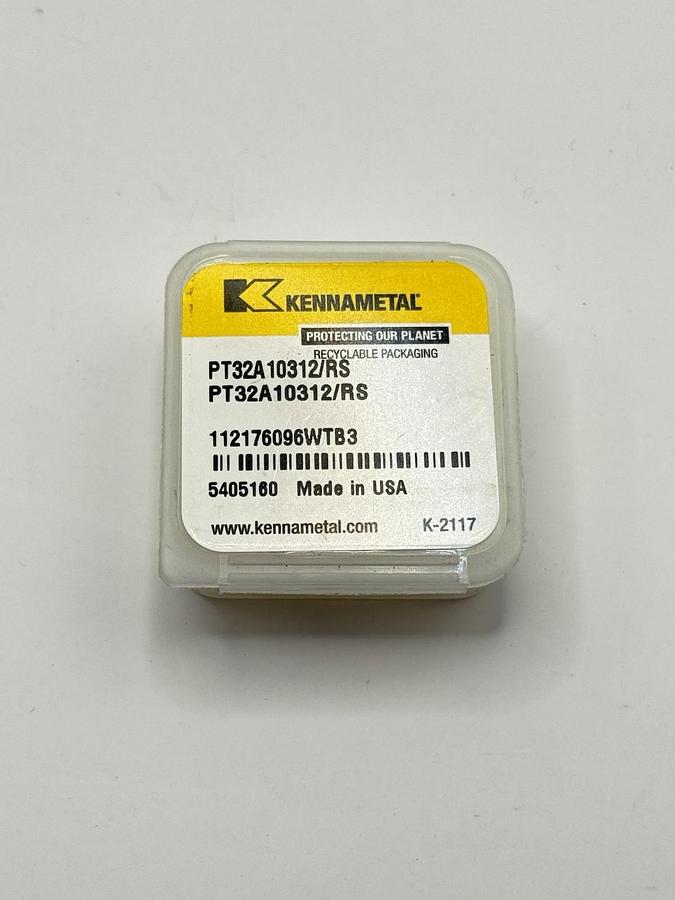 KENNAMETAL
PROTECTING OUR PLANET
RECYCLABLE PACKAGING
PT32A10312/RS
PT32A10312/RS
112176096WTB3
5405160 Made in USA
www.kennametal.com K-2117